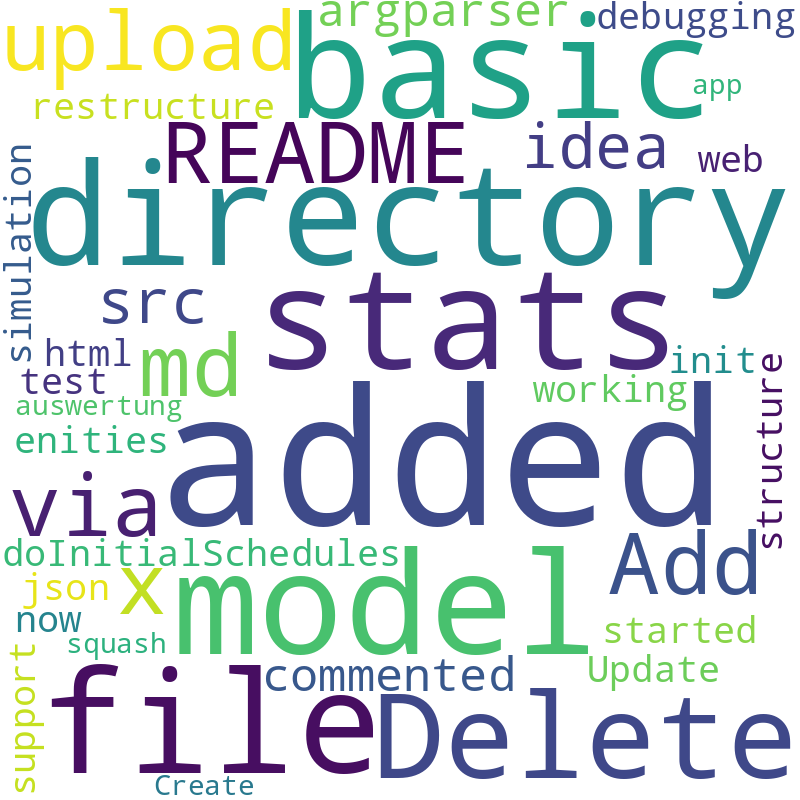 argparser
debugging
upload
basic
app
restructure
README
idea
web
simulation
directory
src
stats
html
md
init
test
working
auswertung
structure
enities
added
via
doInitialSchedules
Add
json
x
model
now
started
squash
support
commented
Update
file
Delete
Create